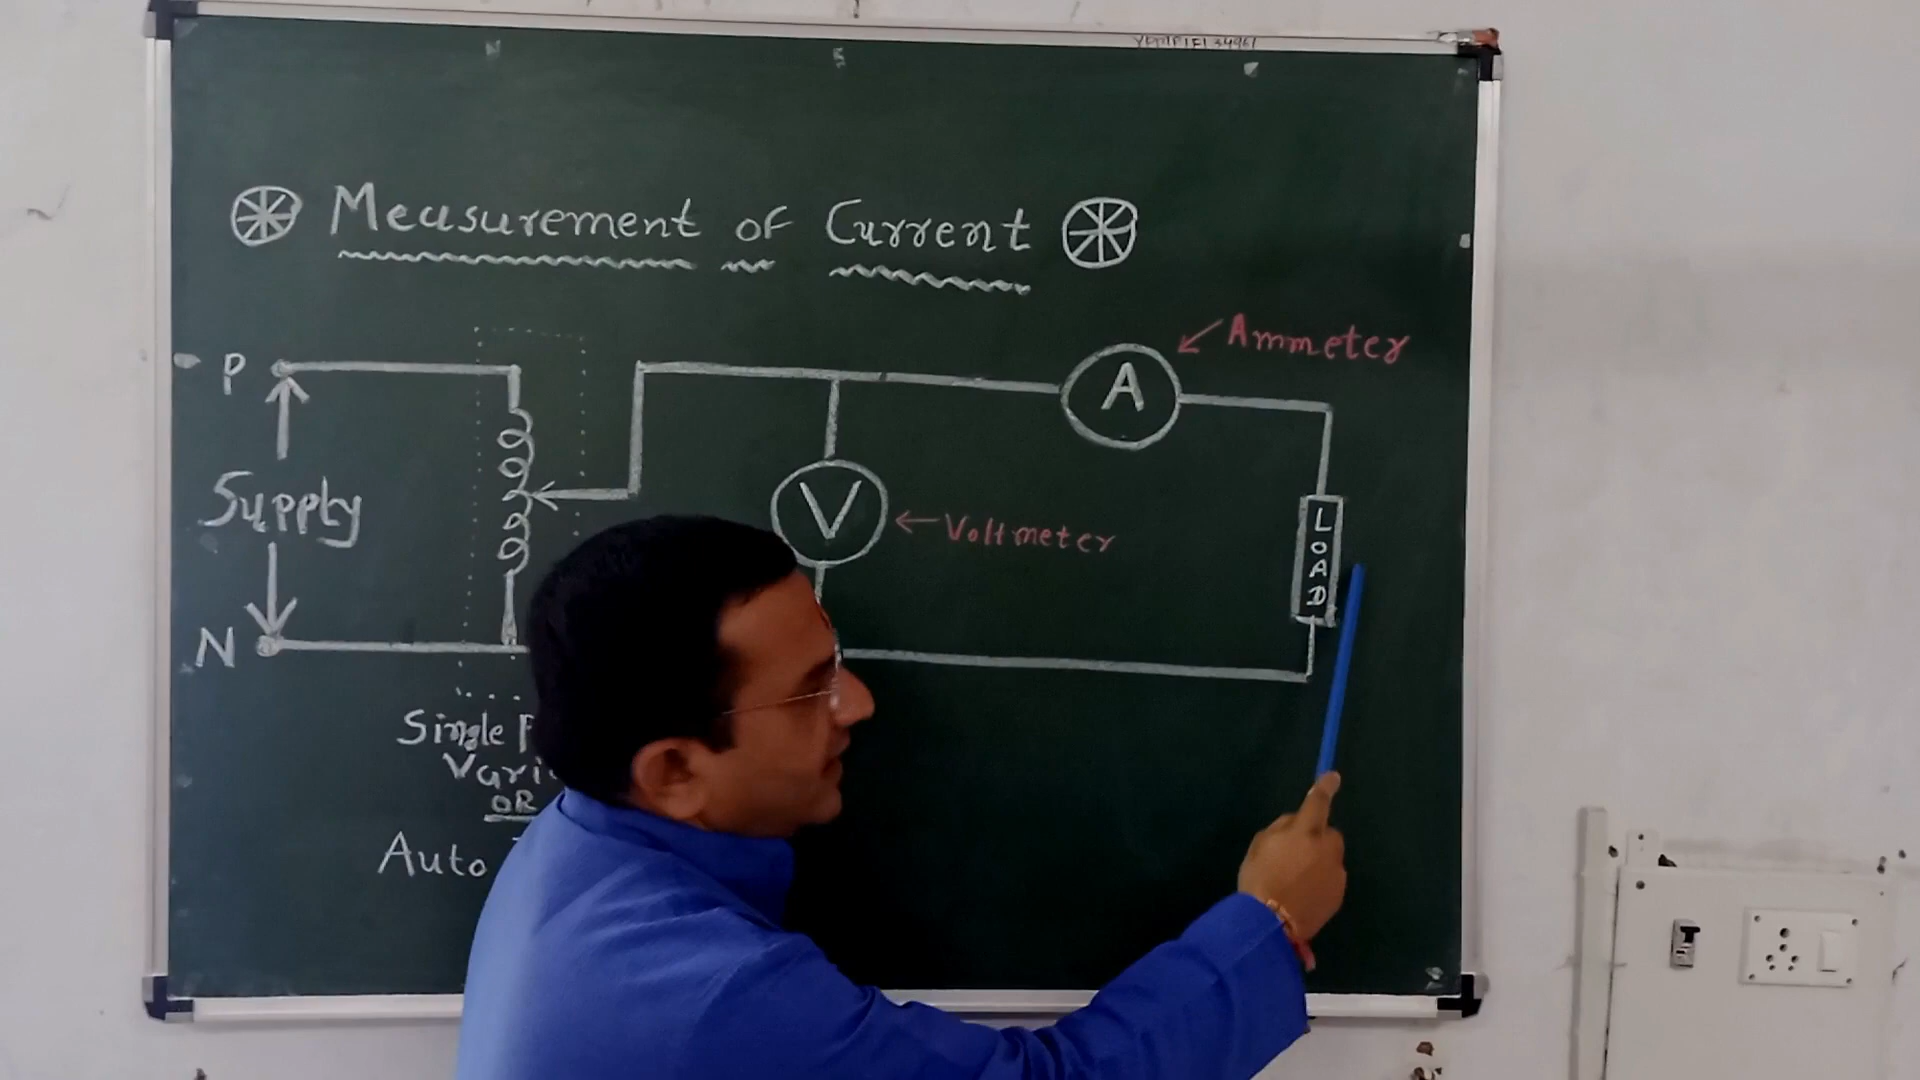 Measurement of Current
P
Supply
N
V
← Voltmeter
A
Ammeter
LOAD
Single
OR
Auto